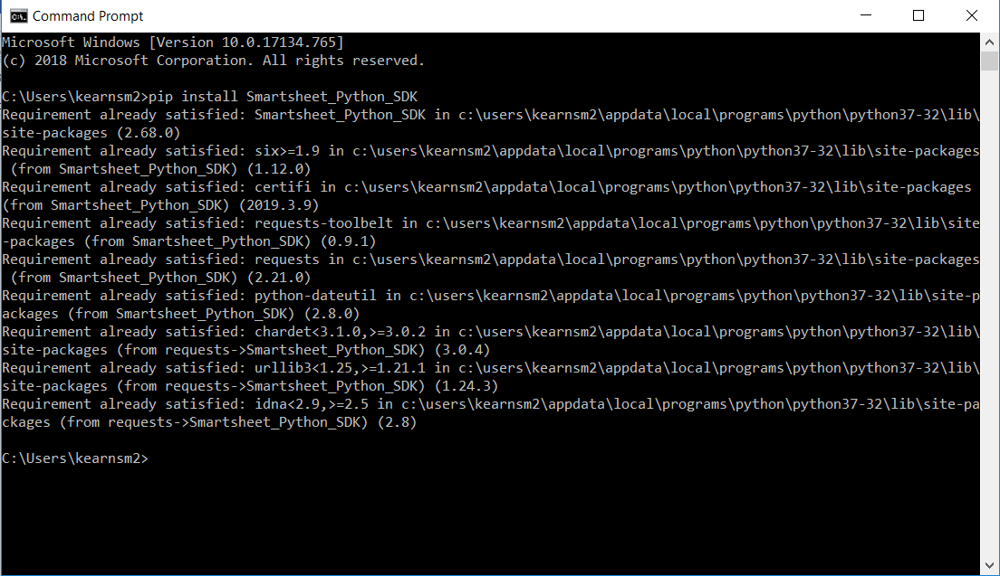 Command Prompt
Microsoft Windows [Version 10.0.17134.765]
(c) 2018 Microsoft Corporation. All rights reserved.
C:\Users\kearnsm2>pip install Smartsheet_Python_SDK
Requirement already satisfied: Smartsheet_Python_SDK in c:\users\kearnsm2\appdata\local\programs\python\python37-32\lib\
site-packages (2.68.0)
Requirement already satisfied: six>=1.9 in c:\users\kearnsm2\appdata\local\programs\python\python37-32\lib\site-packages
 (from Smartsheet_Python_SDK) (1.12.0)
Requirement already satisfied: certifi in c:\users\kearnsm2\appdata\local\programs\python\python37-32\lib\site-packages
(from Smartsheet_Python_SDK) (2019.3.9)
Requirement already satisfied: requests-toolbelt in c:\users\kearnsm2\appdata\local\programs\python\python37-32\lib\site
-packages (from Smartsheet_Python_SDK) (0.9.1)
Requirement already satisfied: requests in c:\users\kearnsm2\appdata\local\programs\python\python37-32\lib\site-packages
 (from Smartsheet_Python_SDK) (2.21.0)
Requirement already satisfied: python-dateutil in c:\users\kearnsm2\appdata\local\programs\python\python37-32\lib\site-p
ackages (from Smartsheet_Python_SDK) (2.8.0)
Requirement already satisfied: chardet<3.1.0,>=3.0.2 in c:\users\kearnsm2\appdata\local\programs\python\python37-32\lib\
site-packages (from requests->Smartsheet_Python_SDK) (3.0.4)
Requirement already satisfied: urllib3<1.25,>=1.21.1 in c:\users\kearnsm2\appdata\local\programs\python\python37-32\lib\
site-packages (from requests->Smartsheet_Python_SDK) (1.24.3)
Requirement already satisfied: idna<2.9,>=2.5 in c:\users\kearnsm2\appdata\local\programs\python\python37-32\lib\site-pa
ckages (from requests->Smartsheet_Python_SDK) (2.8)
C:\Users\kearnsm2>